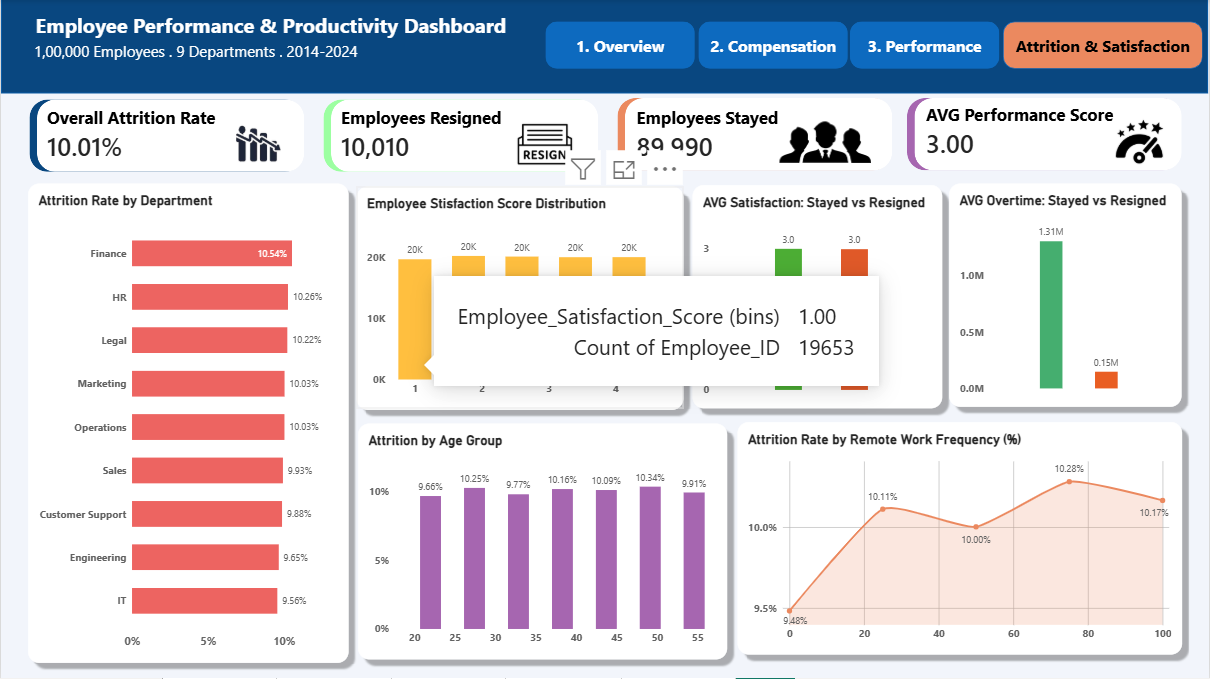 Employee Performance & Productivity Dashboard
1,00,000 Employees . 9 Departments . 2014-2024
1. Overview
2. Compensation
3. Performance
Attrition & Satisfaction
Overall Attrition Rate
10.01%
Employees Resigned
10,010
RESIGN
Employees Stayed
89,990
AVG Performance Score
3.00
Attrition Rate by Department
Finance
10.54%
HR
10.26%
Legal
10.22%
Marketing
10.03%
Operations
10.03%
Sales
9.93%
Customer Support
9.88%
Engineering
9.65%
IT
9.56%
0% 5% 10%
Employee Stisfaction Score Distribution
20K 20K 20K 20K 20K
20K
10K
0K
1 2 3 4
Employee_Satisfaction_Score (bins) 1.00
Count of Employee_ID 19653
AVG Satisfaction: Stayed vs Resigned
3.0 3.0
3
0
AVG Overtime: Stayed vs Resigned
1.31M
1.0M
0.5M
0.15M
0.0M
Attrition by Age Group
9.66% 10.25% 9.77% 10.16% 10.09% 10.34% 9.91%
10%
5%
0%
20 25 30 35 40 45 50 55
Attrition Rate by Remote Work Frequency (%)
10.28%
10.11%
10.17%
10.0%
10.00%
9.5%
9.48%
0 20 40 60 80 100